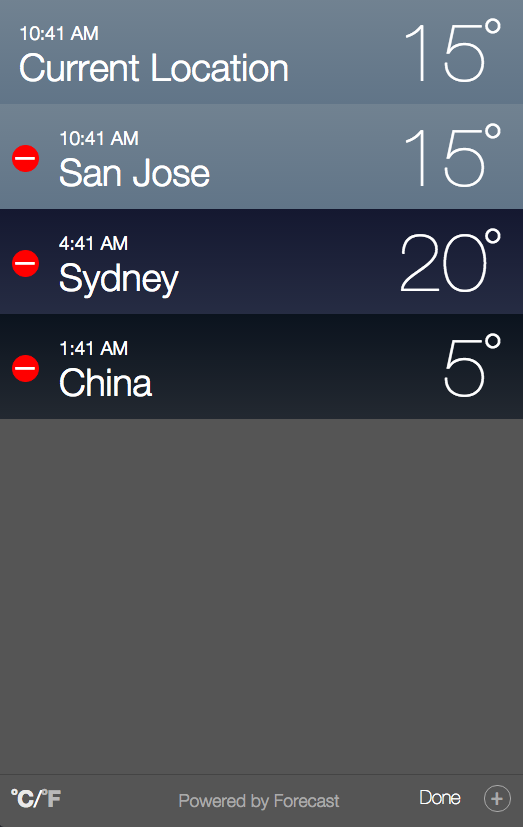 10:41 AM
Current Location
15°
10:41 AM
San Jose
15°
4:41 AM
Sydney
20°
1:41 AM
China
5°
°C/°F
Powered by Forecast
Done
+